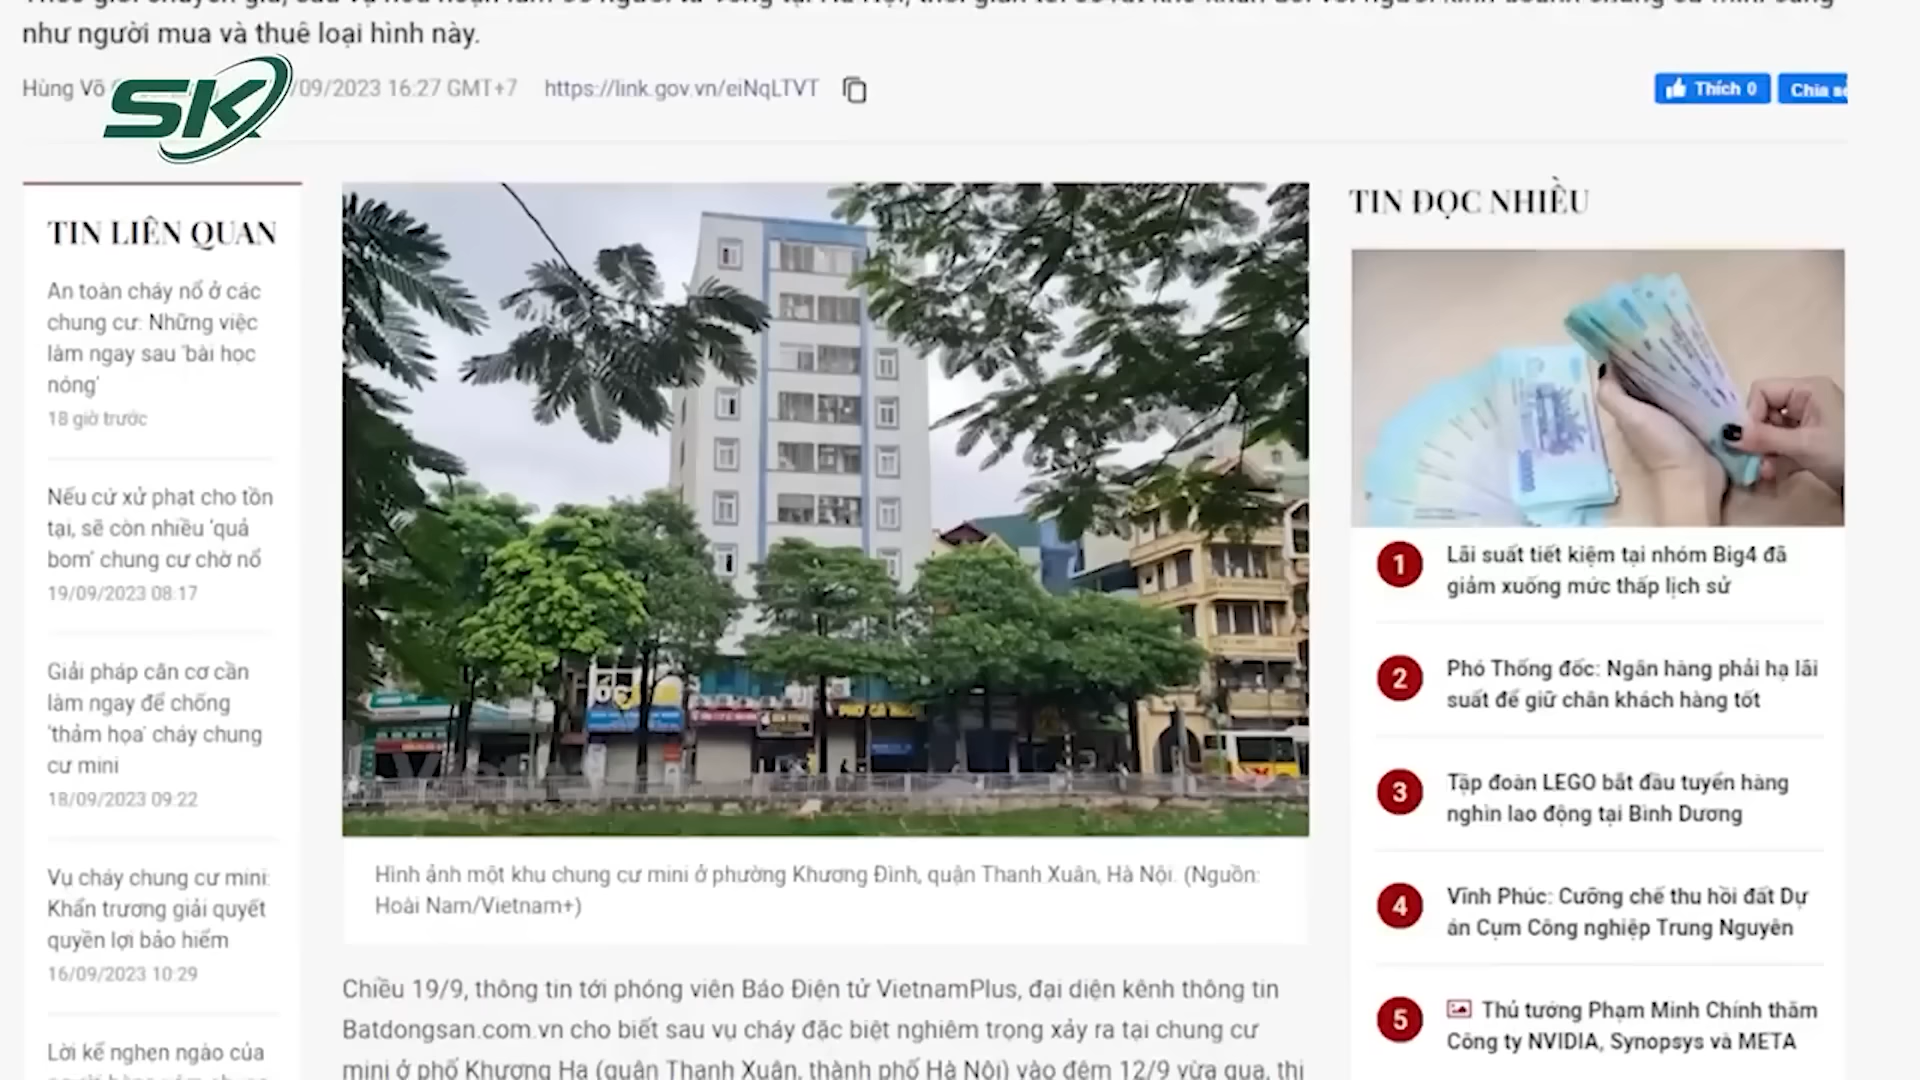 như người mua và thuê loại hình này.
Hùng Võ
/09/2023 16:27 GMT+7
https://link.gov.vn/eiNqLTVT
Thích 0
Chia sẻ
SK
TIN LIÊN QUAN
An toàn cháy nổ ở các
chung cư: Những việc
làm ngay sau 'bài học
nóng'
18 giờ trước
Nếu cứ xử phạt cho tồn
tại, sẽ còn nhiều 'quả
bom' chung cư chờ nổ
19/09/2023 08:17
Giải pháp căn cơ cần
làm ngay để chống
'thảm họa' cháy chung
cư mini
18/09/2023 09:22
Vụ cháy chung cư mini:
Khẩn trương giải quyết
quyền lợi bảo hiểm
16/09/2023 10:29
Lời kể nghẹn ngào của
Hình ảnh một khu chung cư mini ở phường Khương Đình, quận Thanh Xuân, Hà Nội. (Nguồn:
Hoài Nam/Vietnam+)
Chiều 19/9, thông tin tới phóng viên Báo Điện tử VietnamPlus, đại diện kênh thông tin
Batdongsan.com.vn cho biết sau vụ cháy đặc biệt nghiêm trọng xảy ra tại chung cư
mini ở phố Khương Hạ (quận Thanh Xuân, thành phố Hà Nội) vào đêm 12/9 vừa qua, thị
TIN ĐỌC NHIỀU
1 Lãi suất tiết kiệm tại nhóm Big4 đã
giảm xuống mức thấp lịch sử
2 Phó Thống đốc: Ngân hàng phải hạ lãi
suất để giữ chân khách hàng tốt
3 Tập đoàn LEGO bắt đầu tuyển hàng
nghìn lao động tại Bình Dương
4 Vĩnh Phúc: Cưỡng chế thu hồi đất Dự
án Cụm Công nghiệp Trung Nguyên
5 Thủ tướng Phạm Minh Chính thăm
Công ty NVIDIA, Synopsys và META